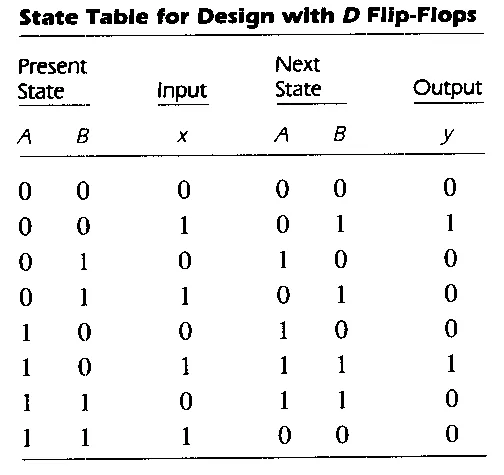 State Table for Design with D Flip-Flops
Present Next
State Input State Output
A B x A B y
0 0 0 0 0 0
0 0 1 0 1 1
0 1 0 1 0 0
0 1 1 0 1 0
1 0 0 1 0 0
1 0 1 1 1 1
1 1 0 1 1 0
1 1 1 0 0 0